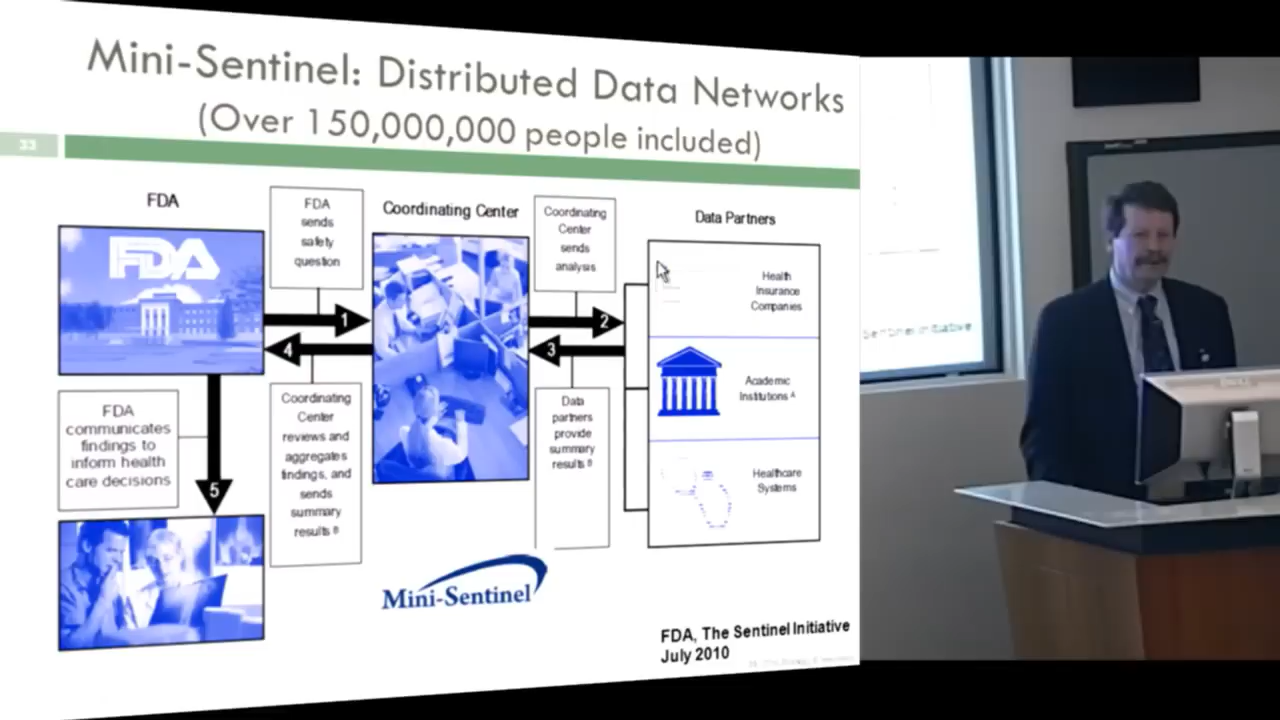 Mini-Sentinel: Distributed Data Networks
(Over 150,000,000 people included)
33
FDA
FDA
sends
safety
question
Coordinating Center
Coordinating
Center
sends
analysis
Data Partners
FDA
Health
Insurance
Companies
1
2
4
3
Academic
Institutions A
FDA
communicates
findings to
inform health
care decisions
Coordinating
Center
reviews and
aggregates
findings, and
sends
summary
results B
Data
partners
provide
summary
results B
Healthcare
Systems
5
Mini-Sentinel
FDA, The Sentinel Initiative
July 2010
Sentinel Initiative
DELL